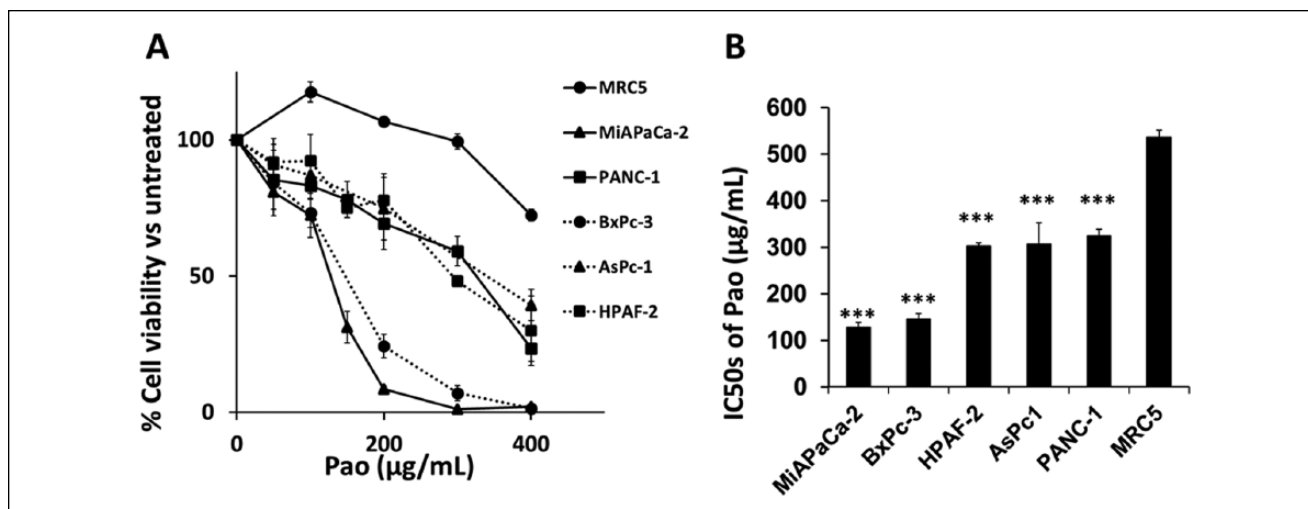 A
% Cell viability vs untreated
100
50
0
0
200
400
Pao (µg/mL)
MRC5
MiAPaCa-2
PANC-1
BxPc-3
AsPc-1
HPAF-2
B
IC50s of Pao (µg/mL)
600
500
400
300
200
100
0
***
***
***
***
***
MiAPaCa-2
BxPc-3
HPAF-2
AsPc1
PANC-1
MRC5